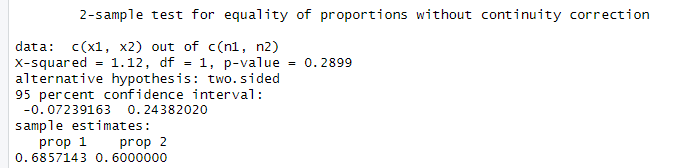 2-sample test for equality of proportions without continuity correction
data:  c(x1, x2) out of c(n1, n2)
X-squared = 1.12, df = 1, p-value = 0.2899
alternative hypothesis: two.sided
95 percent confidence interval:
 -0.07239163  0.24382020
sample estimates:
   prop 1    prop 2
0.6857143 0.6000000